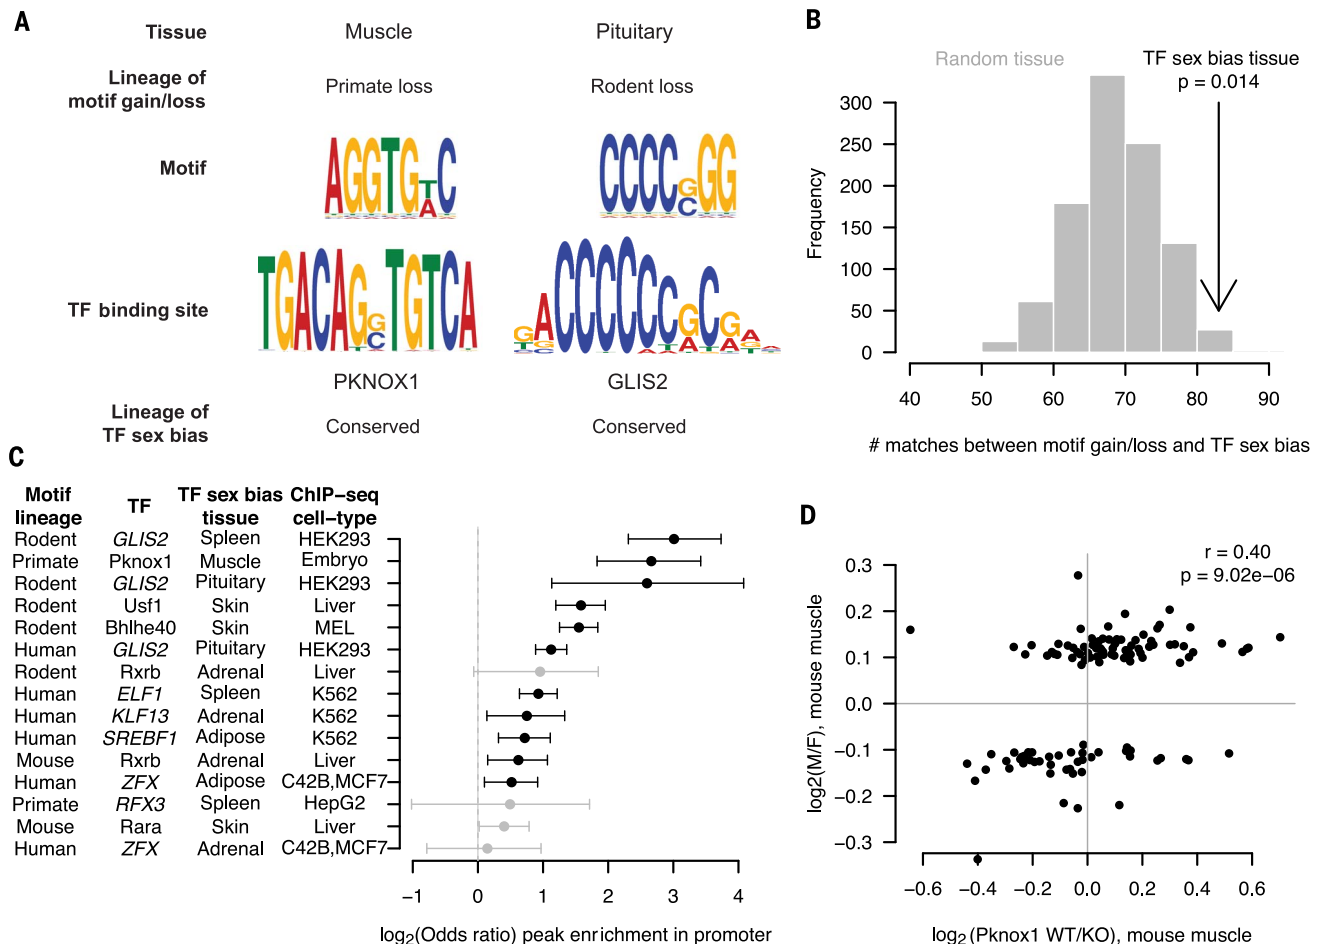 A
Tissue Muscle Pituitary
Lineage of motif gain/loss Primate loss Rodent loss
Motif
AGGTGTC
A
CCCCGGG
C
TF binding site
TGACAGGTGTCA
C
GACCCCCCGCGA
PKNOX1 GLIS2
Lineage of TF sex bias Conserved Conserved
B
Random tissue
TF sex bias tissue
p = 0.014
Frequency
300
250
200
150
100
50
0
40 50 60 70 80 90
# matches between motif gain/loss and TF sex bias
C
Motif lineage TF TF sex bias tissue ChIP−seq cell−type
Rodent GLIS2 Spleen HEK293
Primate Pknox1 Muscle Embryo
Rodent GLIS2 Pituitary HEK293
Rodent Usf1 Skin Liver
Rodent Bhlhe40 Skin MEL
Human GLIS2 Pituitary HEK293
Rodent Rxrb Adrenal Liver
Human ELF1 Spleen K562
Human KLF13 Adrenal K562
Human SREBF1 Adipose K562
Mouse Rxrb Adrenal Liver
Human ZFX Adipose C42B,MCF7
Primate RFX3 Spleen HepG2
Mouse Rara Skin Liver
Human ZFX Adrenal C42B,MCF7
−1 0 1 2 3 4
log2(Odds ratio) peak enrichment in promoter
D
r = 0.40
p = 9.02e−06
log2(M/F), mouse muscle
0.3
0.2
0.1
0.0
−0.1
−0.2
−0.3
−0.6 −0.4 −0.2 0.0 0.2 0.4 0.6
log2(Pknox1 WT/KO), mouse muscle